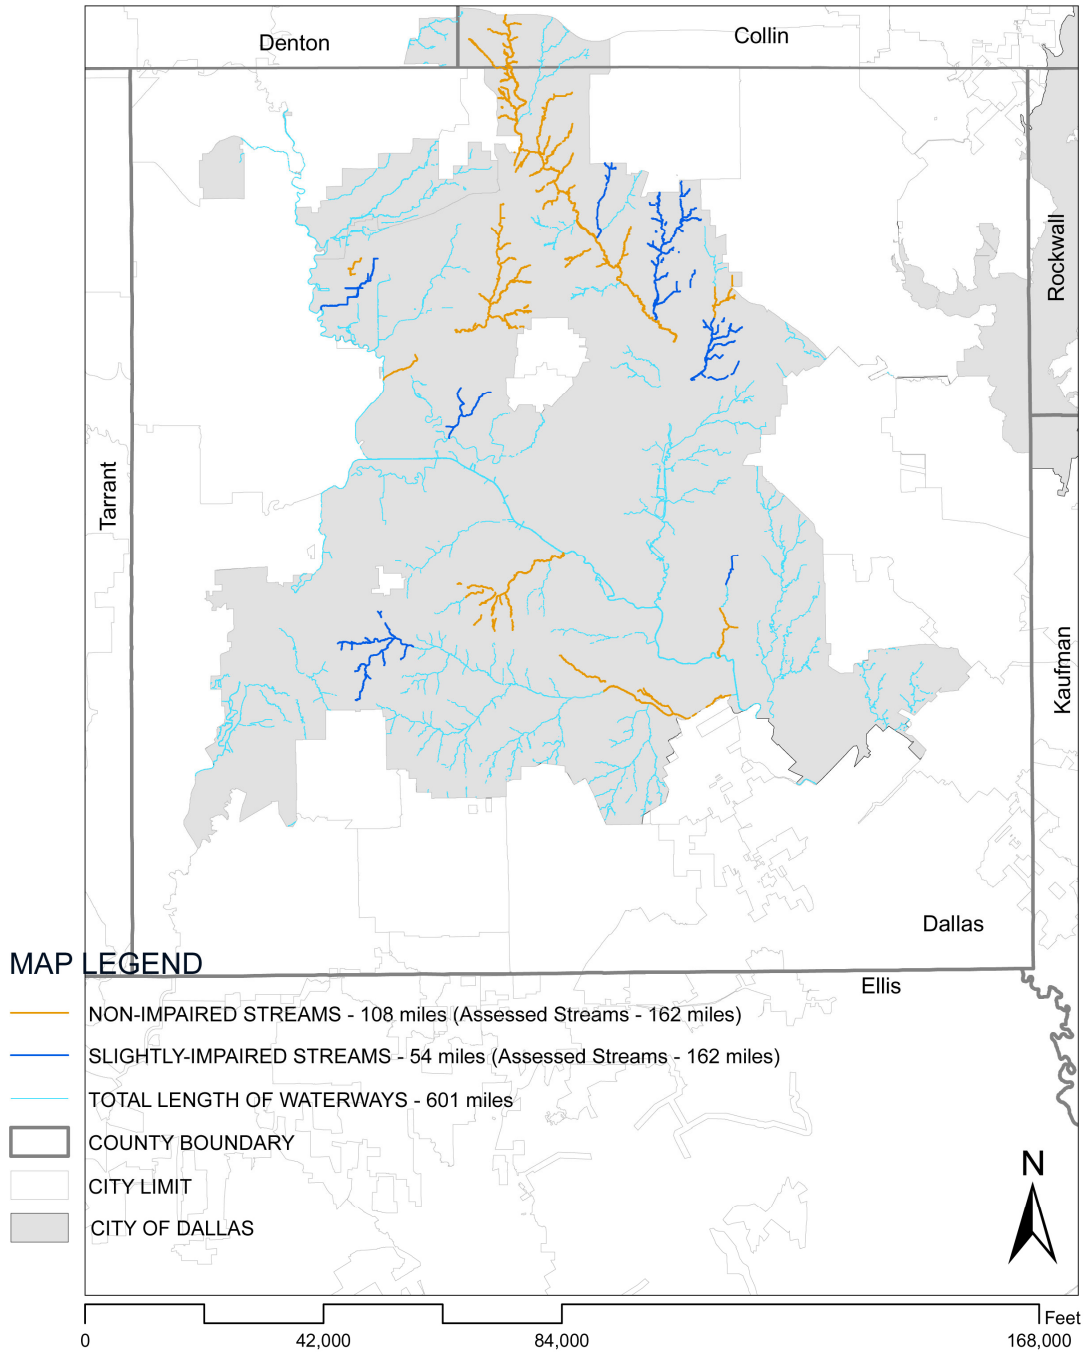 Denton
Collin
Rockwall
Tarrant
Kaufman
Dallas
Ellis
MAP LEGEND
NON-IMPAIRED STREAMS - 108 miles (Assessed Streams - 162 miles)
SLIGHTLY-IMPAIRED STREAMS - 54 miles (Assessed Streams - 162 miles)
TOTAL LENGTH OF WATERWAYS - 601 miles
COUNTY BOUNDARY
CITY LIMIT
CITY OF DALLAS
N
Feet
0 42,000 84,000 168,000